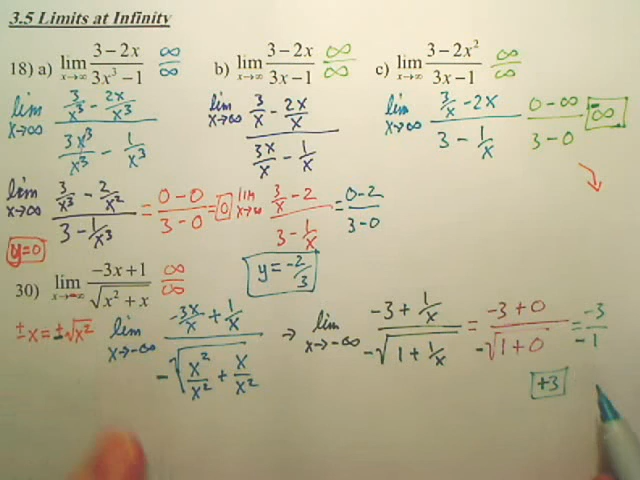 3.5 Limits at Infinity
18) a) lim x→∞ (3 − 2x)/(3x³ − 1) ∞/∞ b) lim x→∞ (3 − 2x)/(3x − 1) ∞/∞ c) lim x→∞ (3 − 2x²)/(3x − 1) ∞/∞
lim x→∞ (3/x³ − 2x/x³)/(3x³/x³ − 1/x³) lim x→∞ (3/x − 2x/x)/(3x/x − 1/x) lim x→∞ (3/x − 2x)/(3 − 1/x) (0 − ∞)/(3 − 0) −∞
lim x→∞ (3/x³ − 2/x²)/(3 − 1/x³) = (0 − 0)/(3 − 0) = 0 lim x→∞ (3/x − 2)/(3 − 1/x) = (0 − 2)/(3 − 0)
y=0 y = −2/3
30) lim x→−∞ (−3x + 1)/√(x² + x) ∞/∞
± x = ±√x² lim x→−∞ (−3x/x + 1/x)/−√(x²/x² + x/x²) → lim x→−∞ (−3 + 1/x)/−√(1 + 1/x) = (−3 + 0)/−√(1 + 0) = −3/−1
+3